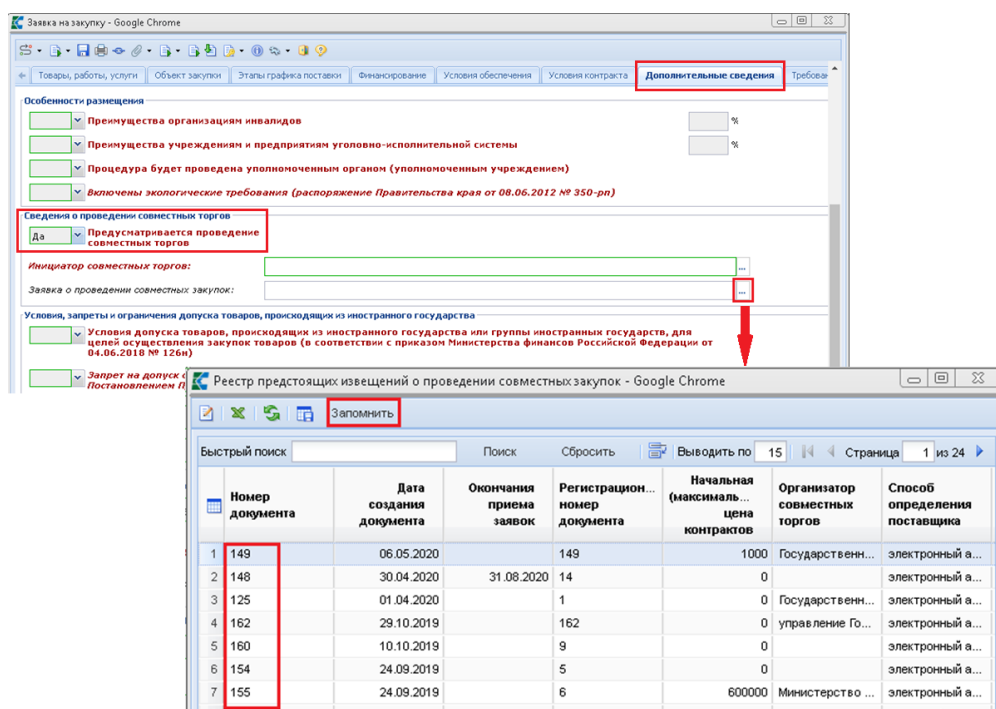 Заявка на закупку - Google Chrome
Товары, работы, услуги Объект закупки Этапы графика поставки Финансирование Условия обеспечения Условия контракта Дополнительные сведения Требован
Особенности размещения
Преимущества организациям инвалидов %
Преимущества учреждениям и предприятиям уголовно-исполнительной системы %
Процедура будет проведена уполномоченным органом (уполномоченным учреждением)
Включены экологические требования (распоряжение Правительства края от 08.06.2012 № 350-рп)
Сведения о проведении совместных торгов
Да Предусматривается проведение
совместных торгов
Инициатор совместных торгов: ...
Заявка о проведении совместных закупок: ...
Условия, запреты и ограничения допуска товаров, происходящих из иностранного государства
Условия допуска товаров, происходящих из иностранного государства или группы иностранных государств, для
целей осуществления закупок товаров (в соответствии с приказом Министерства финансов Российской Федерации от
04.06.2018 № 126н)
Запрет на допуск
Постановлением П
Реестр предстоящих извещений о проведении совместных закупок - Google Chrome
Запомнить
Быстрый поиск Поиск Сбросить Выводить по 15 Страница 1 из 24
Номер
документа
Дата
создания
документа
Окончания
приема
заявок
Регистрацион...
номер
документа
Начальная
(максималь...
цена
контрактов
Организатор
совместных
торгов
Способ
определения
поставщика
1 149 06.05.2020 149 1000 Государственн... электронный а...
2 148 30.04.2020 31.08.2020 14 0 электронный а...
3 125 01.04.2020 1 0 Государственн... электронный а...
4 162 29.10.2019 162 0 управление Го... электронный а...
5 160 10.10.2019 9 0 электронный а...
6 154 24.09.2019 5 0 электронный а...
7 155 24.09.2019 6 600000 Министерство ... электронный а...